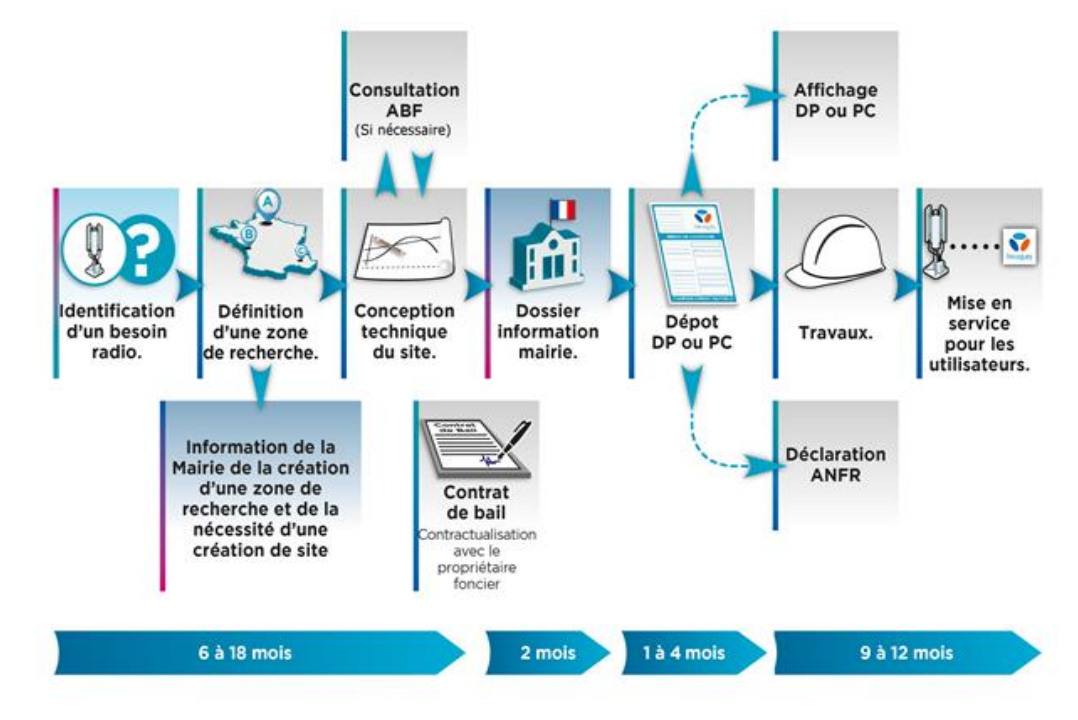 Consultation
ABF
(Si nécessaire)
Affichage
DP ou PC
A
B
C
Identification
d'un besoin
radio.
Définition
d'une zone
de recherche.
Conception
technique
du site.
Dossier
information
mairie.
Dépot
DP ou PC
Travaux.
Mise en
service
pour les
utilisateurs.
Information de la
Mairie de la création
d'une zone de
recherche et de la
nécessité d'une
création de site
Contrat
de Bail
Contrat
de bail
Contractualisation
avec le
propriétaire
foncier
Déclaration
ANFR
6 à 18 mois
2 mois
1 à 4 mois
9 à 12 mois